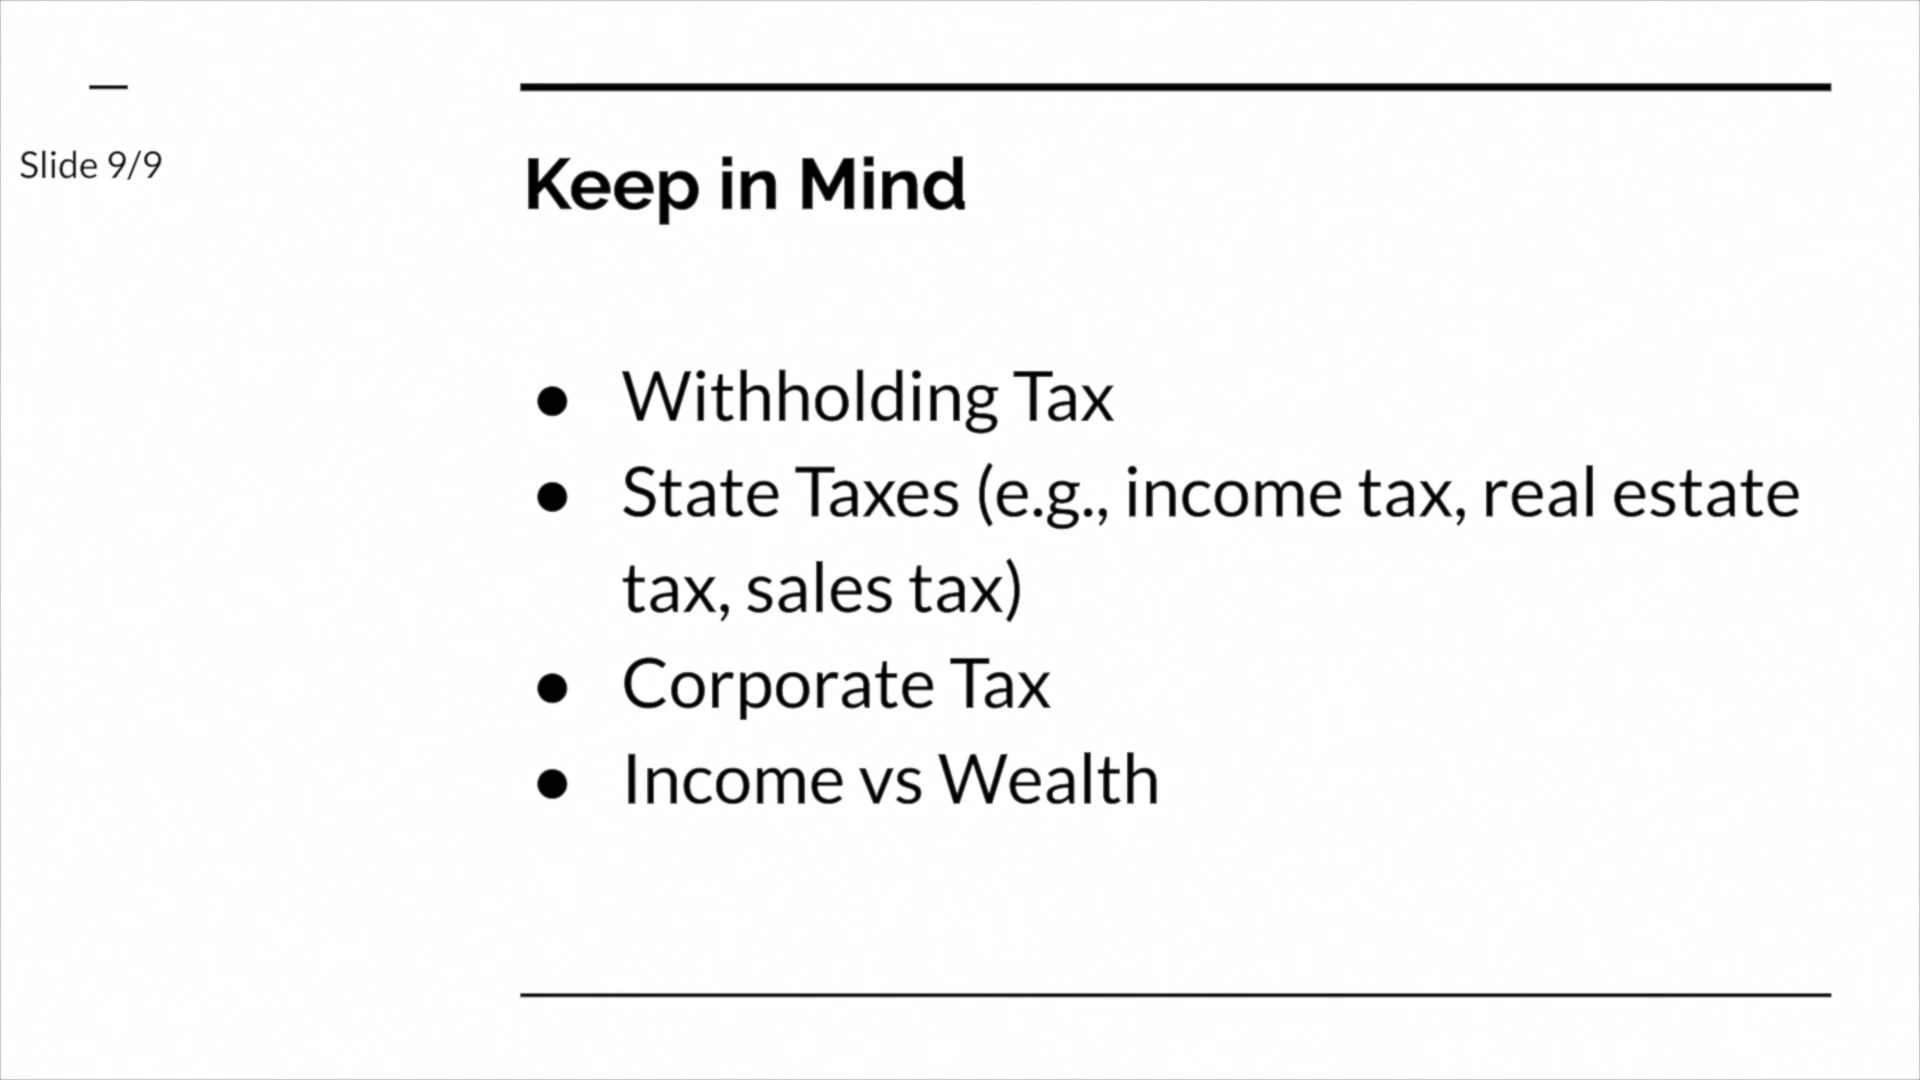 Slide 9/9
Keep in Mind
● Withholding Tax
● State Taxes (e.g., income tax, real estate
tax, sales tax)
● Corporate Tax
● Income vs Wealth